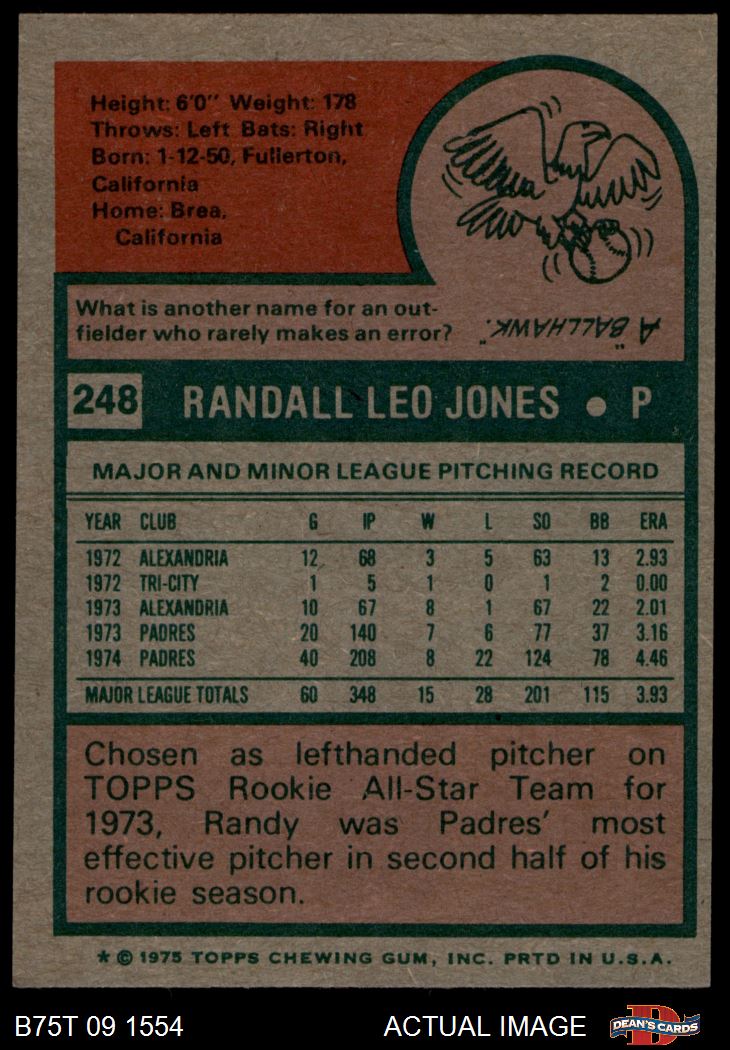 Height: 6'0" Weight: 178
Throws: Left Bats: Right
Born: 1-12-50, Fullerton,
California
Home: Brea,
California
What is another name for an out-
fielder who rarely makes an error?
A "BALLHAWK."
248 RANDALL LEO JONES ● P
MAJOR AND MINOR LEAGUE PITCHING RECORD
YEAR CLUB G IP W L SO BB ERA
1972 ALEXANDRIA 12 68 3 5 63 13 2.93
1972 TRI-CITY 1 5 1 0 1 2 0.00
1973 ALEXANDRIA 10 67 8 1 67 22 2.01
1973 PADRES 20 140 7 6 77 37 3.16
1974 PADRES 40 208 8 22 124 78 4.46
MAJOR LEAGUE TOTALS 60 348 15 28 201 115 3.93
Chosen as lefthanded pitcher on
TOPPS Rookie All-Star Team for
1973, Randy was Padres' most
effective pitcher in second half of his
rookie season.
* © 1975 TOPPS CHEWING GUM, INC. PRTD IN U.S.A.
B75T 09 1554 ACTUAL IMAGE D DEAN'S CARDS